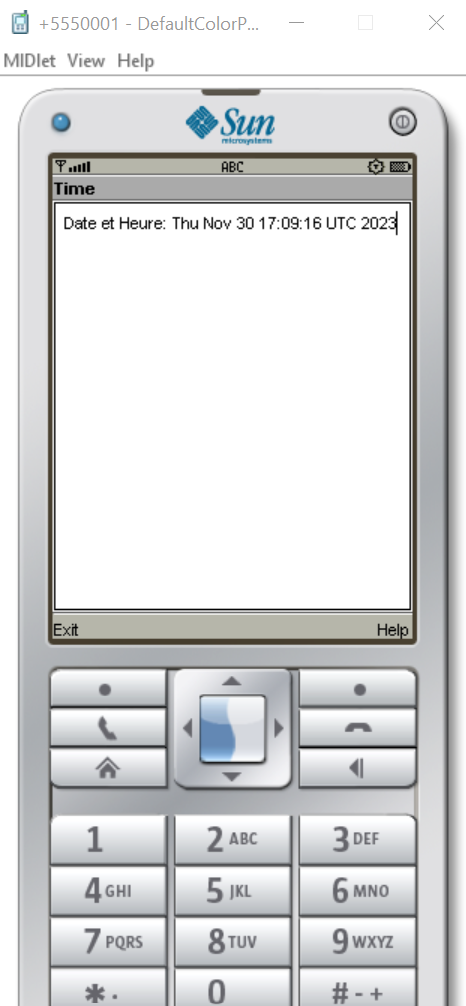 +5550001 - DefaultColorP...
MIDlet View Help
Sun
microsystems
ABC
Time
Date et Heure: Thu Nov 30 17:09:16 UTC 2023
Exit Help
1 2 ABC 3 DEF
4 GHI 5 JKL 6 MNO
7 PQRS 8 TUV 9 WXYZ
* . 0 # - +